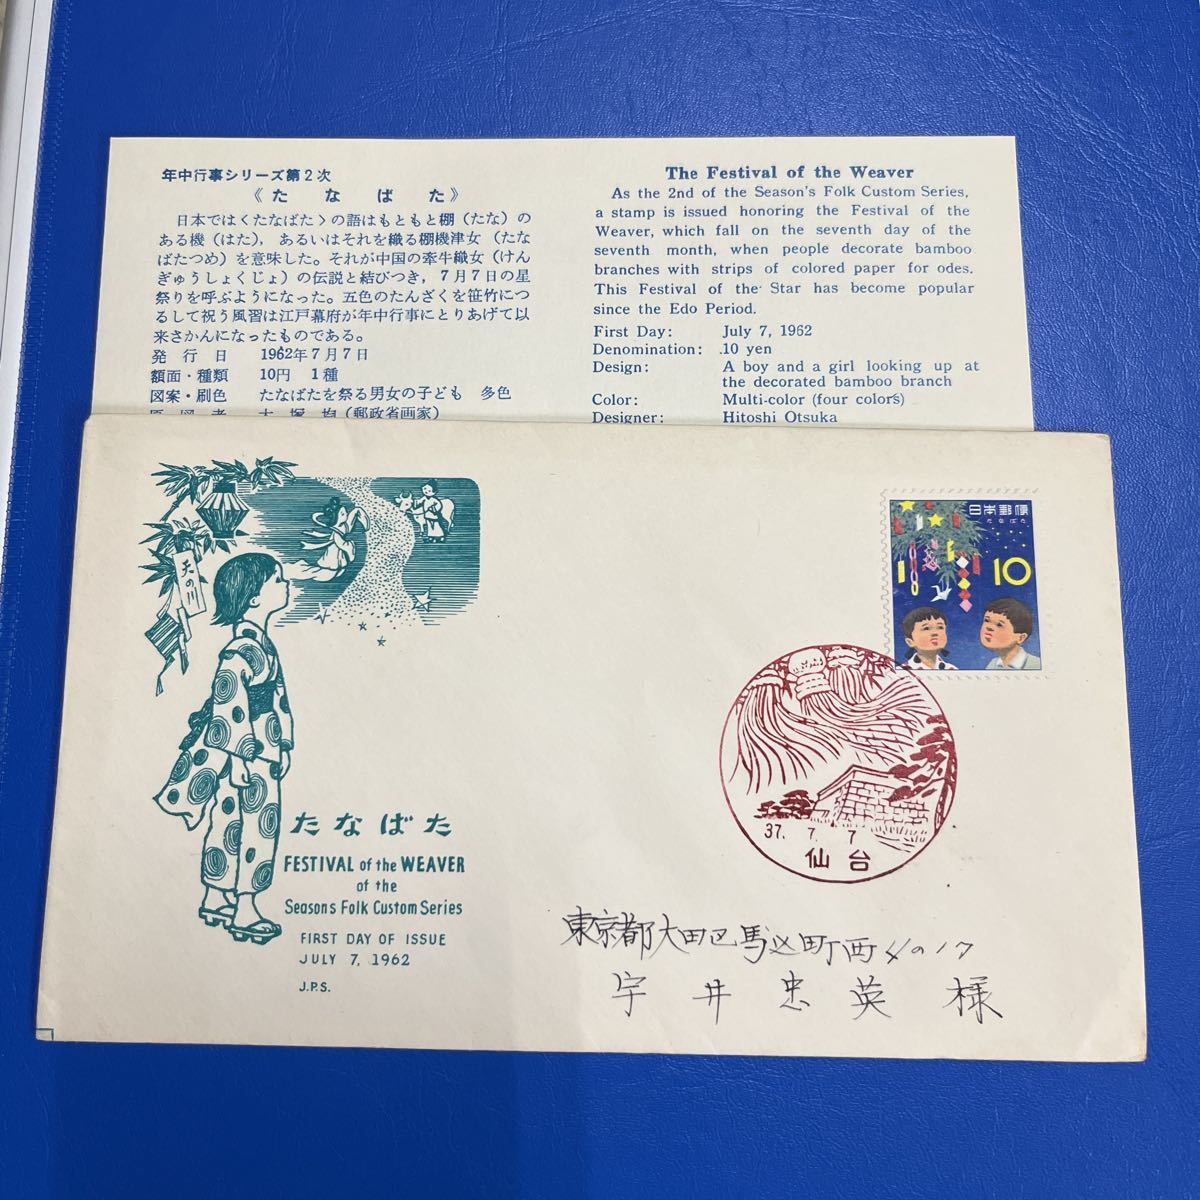 年中行事シリーズ第2次
《たなばた》
日本では〈たなばた〉の語はもともと棚(たな)の
ある機(はた), あるいはそれを織る棚機津女(たな
ばたつめ)を意味した。それが中国の牽牛織女(けん
ぎゅうしょくじょ)の伝説と結びつき, 7月7日の星
祭りを呼ぶようになった。五色のたんざくを笹竹につ
るして祝う風習は江戸幕府が年中行事にとりあげて以
来さかんになったものである。
発行日 1962年7月7日
額面・種類 10円 1種
図案・刷色 たなばたを祭る男女の子ども 多色
原図者 大塚均(郵政省画家)
The Festival of the Weaver
As the 2nd of the Season's Folk Custom Series,
a stamp is issued honoring the Festival of the
Weaver, which fall on the seventh day of the
seventh month, when people decorate bamboo
branches with strips of colored paper for odes.
This Festival of the Star has become popular
since the Edo Period.
First Day: July 7, 1962
Denomination: 10 yen
Design: A boy and a girl looking up at
the decorated bamboo branch
Color: Multi-color (four colors)
Designer: Hitoshi Otsuka
天の川
たなばた
FESTIVAL of the WEAVER
of the
Season's Folk Custom Series
FIRST DAY OF ISSUE
JULY 7, 1962
J.P.S.
日本郵便
たなばた
10
37. 7. 7
仙台
東京都大田区馬込町西4の17
宇井忠英様